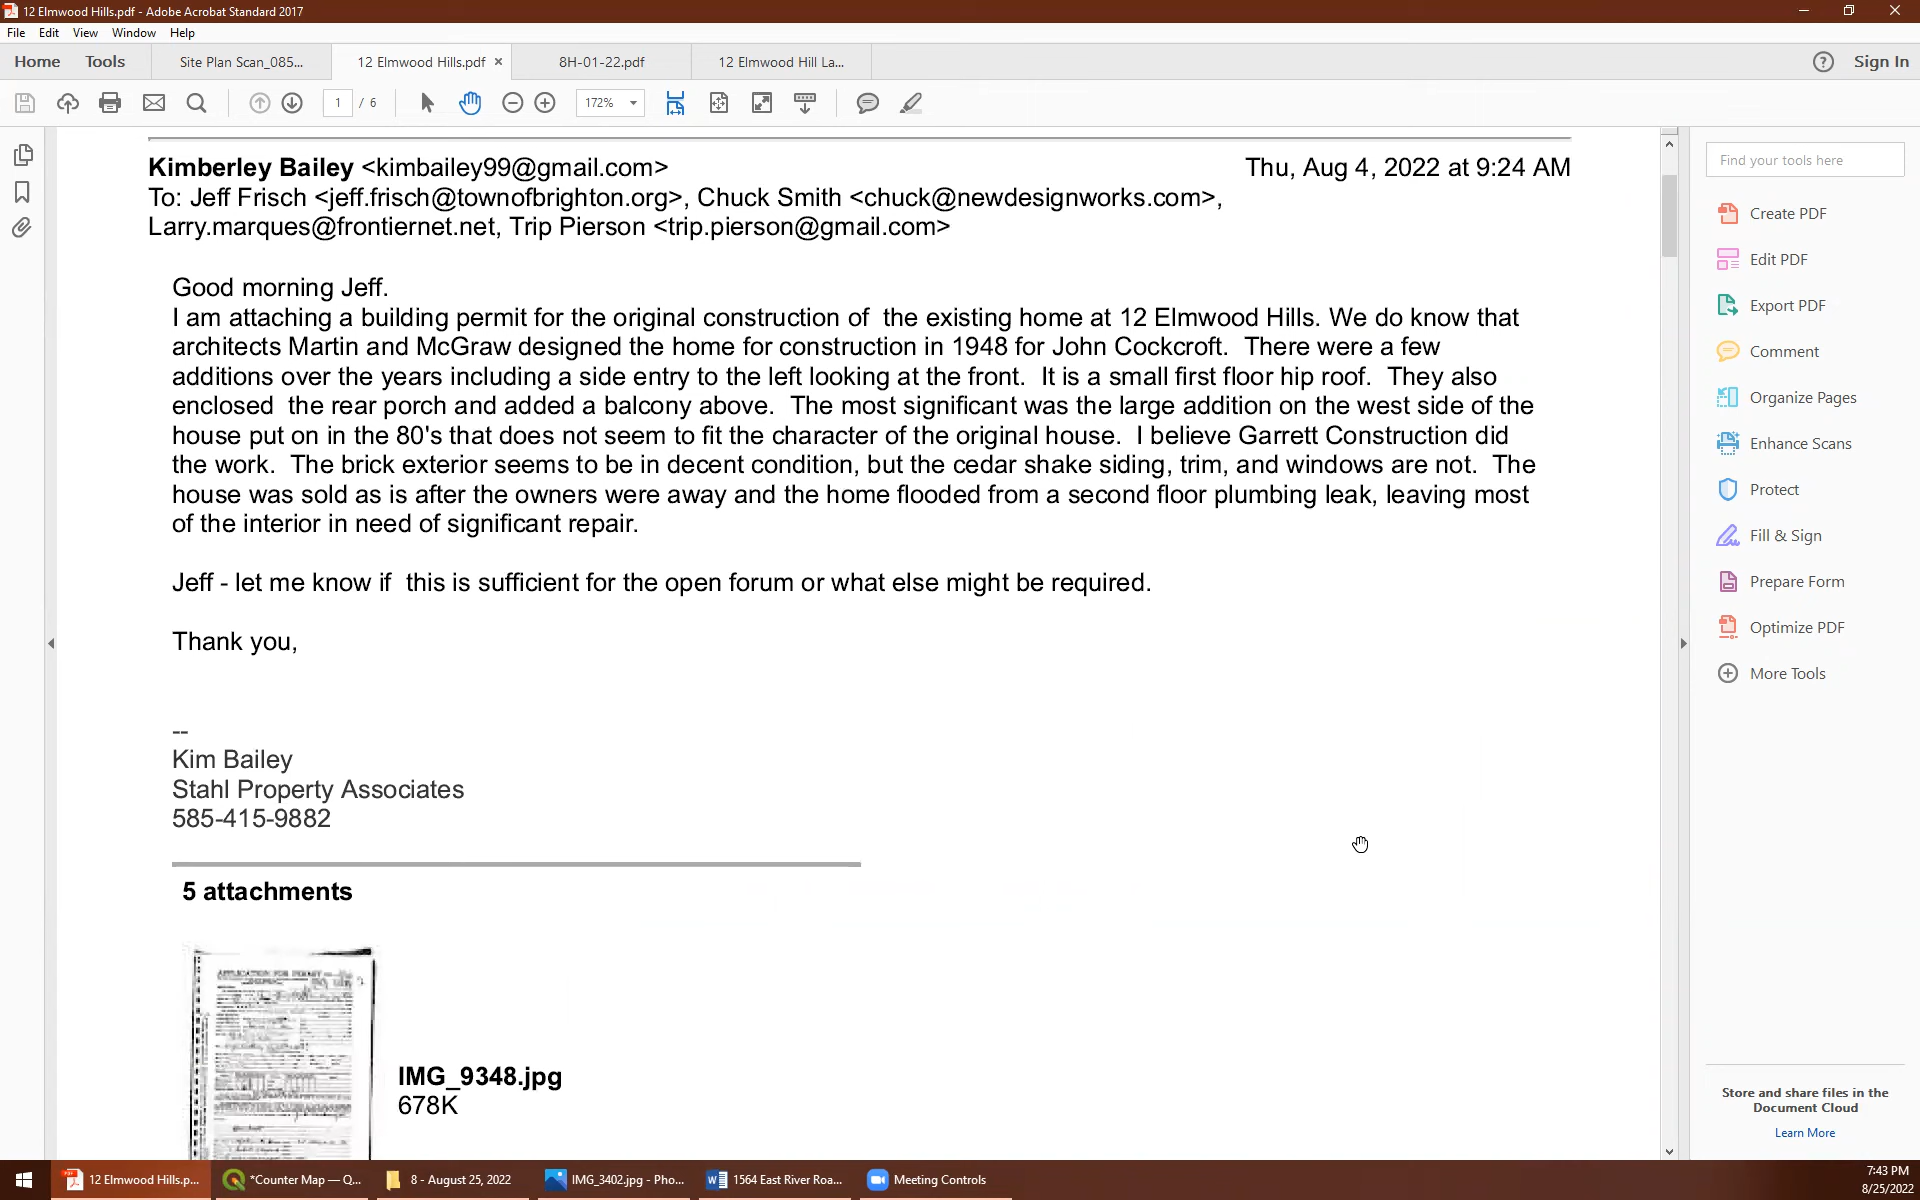 12 Elmwood Hills.pdf - Adobe Acrobat Standard 2017
File Edit View Window Help
Home Tools Site Plan Scan_085... 12 Elmwood Hills.pdf × 8H-01-22.pdf 12 Elmwood Hill La... Sign In
1 / 6 172%
Kimberley Bailey <kimbailey99@gmail.com> Thu, Aug 4, 2022 at 9:24 AM
To: Jeff Frisch <jeff.frisch@townofbrighton.org>, Chuck Smith <chuck@newdesignworks.com>,
Larry.marques@frontiernet.net, Trip Pierson <trip.pierson@gmail.com>
Good morning Jeff.
I am attaching a building permit for the original construction of the existing home at 12 Elmwood Hills. We do know that
architects Martin and McGraw designed the home for construction in 1948 for John Cockcroft. There were a few
additions over the years including a side entry to the left looking at the front. It is a small first floor hip roof. They also
enclosed the rear porch and added a balcony above. The most significant was the large addition on the west side of the
house put on in the 80's that does not seem to fit the character of the original house. I believe Garrett Construction did
the work. The brick exterior seems to be in decent condition, but the cedar shake siding, trim, and windows are not. The
house was sold as is after the owners were away and the home flooded from a second floor plumbing leak, leaving most
of the interior in need of significant repair.
Jeff - let me know if this is sufficient for the open forum or what else might be required.
Thank you,
--
Kim Bailey
Stahl Property Associates
585-415-9882
5 attachments
APPLICATION FOR PERMIT
IMG_9348.jpg
678K
Find your tools here
Create PDF
Edit PDF
Export PDF
Comment
Organize Pages
Enhance Scans
Protect
Fill & Sign
Prepare Form
Optimize PDF
More Tools
Store and share files in the
Document Cloud
Learn More
12 Elmwood Hills.p... *Counter Map — Q... 8 - August 25, 2022 IMG_3402.jpg - Pho... 1564 East River Roa... Meeting Controls
7:43 PM
8/25/2022